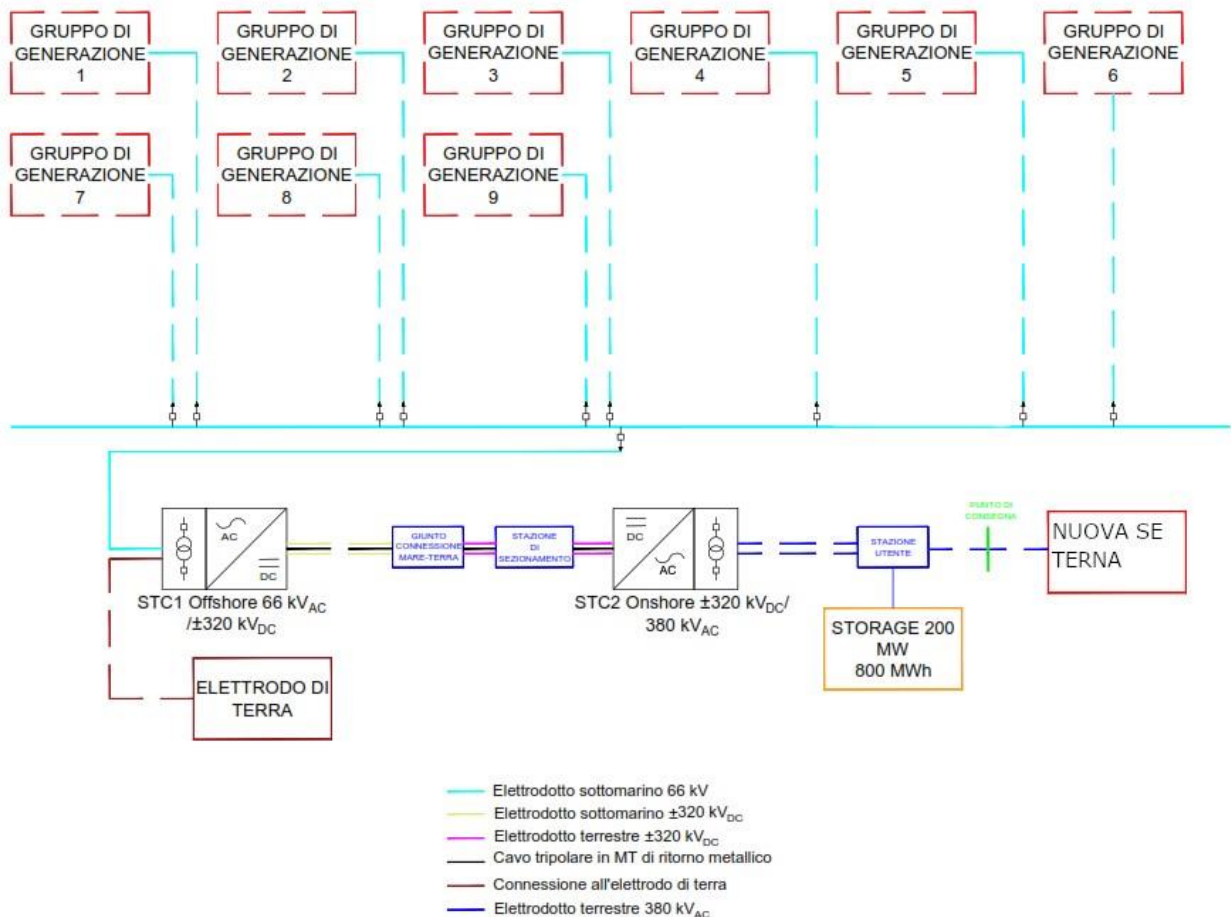 GRUPPO DI
GENERAZIONE
1
GRUPPO DI
GENERAZIONE
2
GRUPPO DI
GENERAZIONE
3
GRUPPO DI
GENERAZIONE
4
GRUPPO DI
GENERAZIONE
5
GRUPPO DI
GENERAZIONE
6
GRUPPO DI
GENERAZIONE
7
GRUPPO DI
GENERAZIONE
8
GRUPPO DI
GENERAZIONE
9
AC
DC
STC1 Offshore 66 kVAC
/±320 kVDC
ELETTRODO DI
TERRA
GIUNTO
CONNESSIONE
MARE-TERRA
STAZIONE
DI
SEZIONAMENTO
DC
AC
STC2 Onshore ±320 kVDC/
380 kVAC
STAZIONE
UTENTE
STORAGE 200
MW
800 MWh
PUNTO DI
CONSEGNA
NUOVA SE
TERNA
Elettrodotto sottomarino 66 kV
Elettrodotto sottomarino ±320 kVDC
Elettrodotto terrestre ±320 kVDC
Cavo tripolare in MT di ritorno metallico
Connessione all'elettrodo di terra
Elettrodotto terrestre 380 kVAC